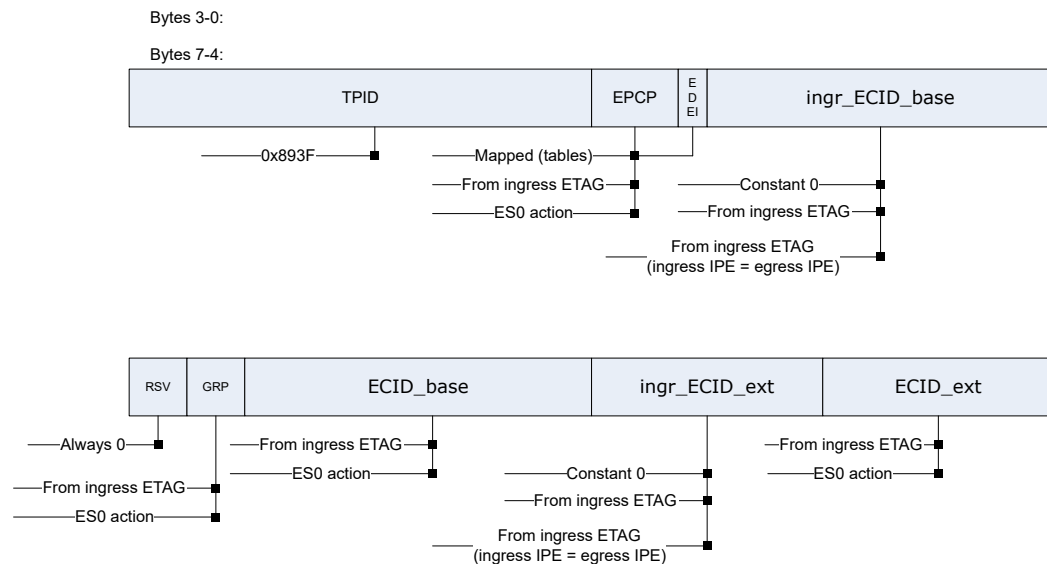 Bytes 3-0:
Bytes 7-4:
TPID
EPCP
E
D
EI
ingr_ECID_base
0x893F
Mapped (tables)
From ingress ETAG
ES0 action
Constant 0
From ingress ETAG
From ingress ETAG
(ingress IPE = egress IPE)
RSV
GRP
ECID_base
ingr_ECID_ext
ECID_ext
Always 0
From ingress ETAG
ES0 action
From ingress ETAG
ES0 action
Constant 0
From ingress ETAG
From ingress ETAG
(ingress IPE = egress IPE)
From ingress ETAG
ES0 action